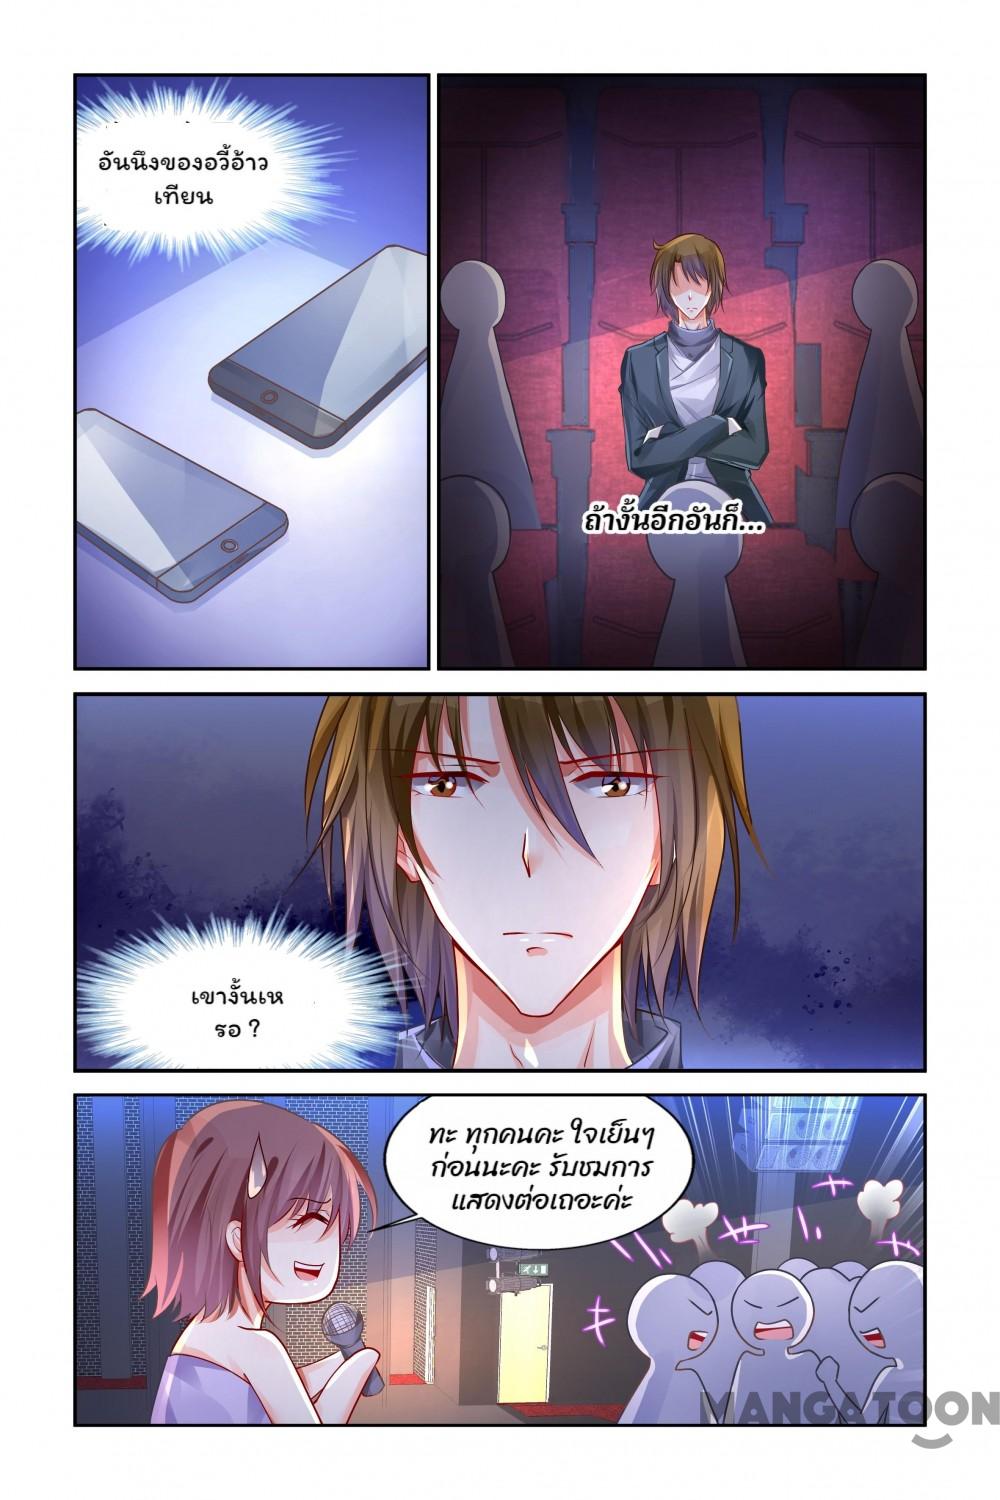 อันนึงของอวี้อ้าว
เทียน
ถ้างั้นอีกอันก็...
เขางั้นเห
รอ ?
ทะ ทุกคนคะ ใจเย็นๆ
ก่อนนะคะ รับชมการ
แสดงต่อเถอะค่ะ
MANGATOON